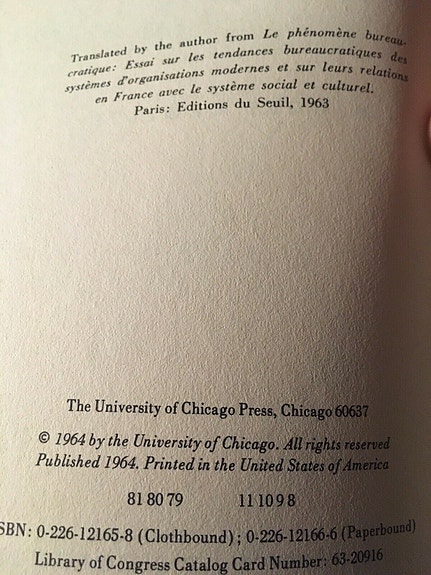 Translated by the author from Le phénomène bureau-
cratique: Essai sur les tendances bureaucratiques des
systèmes d'organisations modernes et sur leurs relations
en France avec le système social et culturel.
Paris: Editions du Seuil, 1963
The University of Chicago Press, Chicago 60637
© 1964 by the University of Chicago. All rights reserved
Published 1964. Printed in the United States of America
81 80 79 11 10 9 8
SBN: 0-226-12165-8 (Clothbound); 0-226-12166-6 (Paperbound)
Library of Congress Catalog Card Number: 63-20916